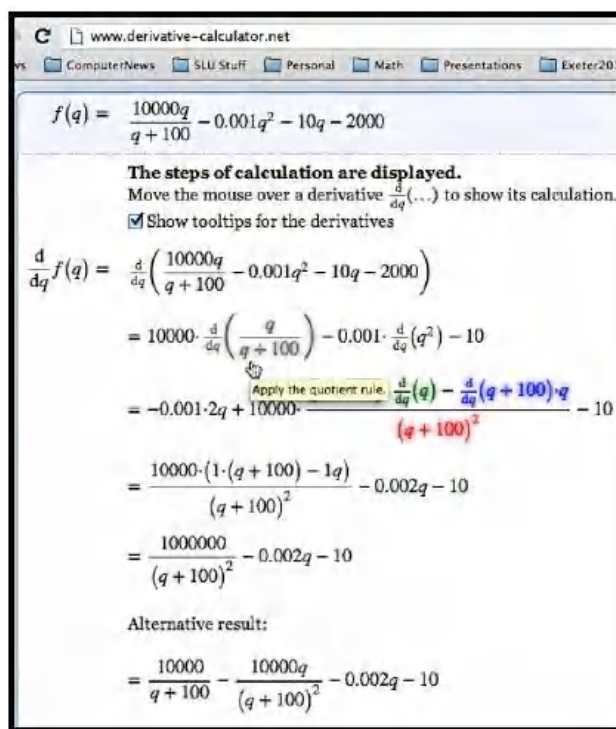 C www.derivative-calculator.net
ComputerNews SLU Stuff Personal Math Presentations Exeter20
f(q) = 10000q / (q + 100) − 0.001q² − 10q − 2000
The steps of calculation are displayed.
Move the mouse over a derivative d/dq(...) to show its calculation.
Show tooltips for the derivatives
d/dq f(q) = d/dq ( 10000q / (q + 100) − 0.001q² − 10q − 2000 )
= 10000· d/dq ( q / (q + 100) ) − 0.001· d/dq (q²) − 10
Apply the quotient rule.
= −0.001·2q + 10000· d/dq (q) − d/dq (q + 100)·q / (q + 100)² − 10
= 10000·(1·(q + 100) − 1q) / (q + 100)² − 0.002q − 10
= 1000000 / (q + 100)² − 0.002q − 10
Alternative result:
= 10000 / (q + 100) − 10000q / (q + 100)² − 0.002q − 10